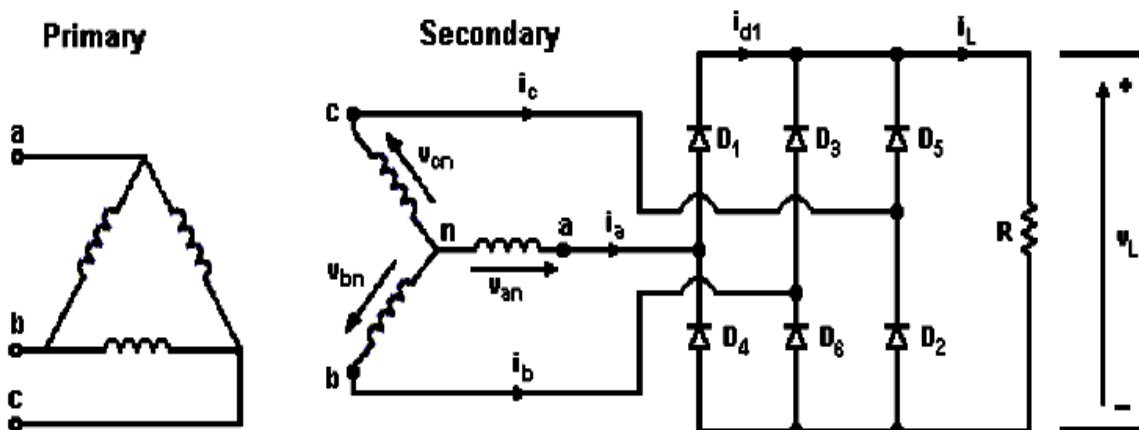 Primary
Secondary
a
b
c
c
n
a
b
v_cn
v_bn
v_an
i_c
i_a
i_b
i_d1
i_L
D_1
D_3
D_5
D_4
D_6
D_2
R
+
v_L
−